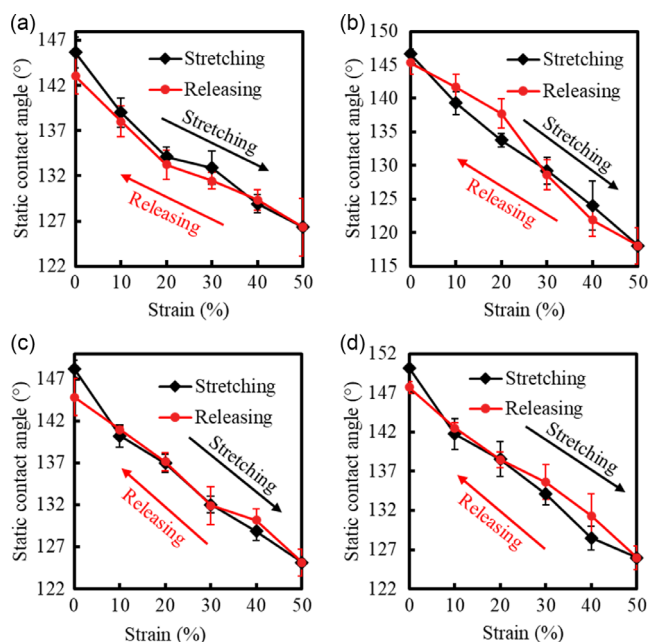 (a)
147
142
137
132
127
122
Static contact angle (°)
Stretching
Releasing
Stretching
Releasing
0 10 20 30 40 50
Strain (%)
(b)
150
145
140
135
130
125
120
115
Static contact angle (°)
Stretching
Releasing
Stretching
Releasing
0 10 20 30 40 50
Strain (%)
(c)
147
142
137
132
127
122
Static contact angle (°)
Stretching
Releasing
Stretching
Releasing
0 10 20 30 40 50
Strain (%)
(d)
152
147
142
137
132
127
122
Static contact angle (°)
Stretching
Releasing
Stretching
Releasing
0 10 20 30 40 50
Strain (%)